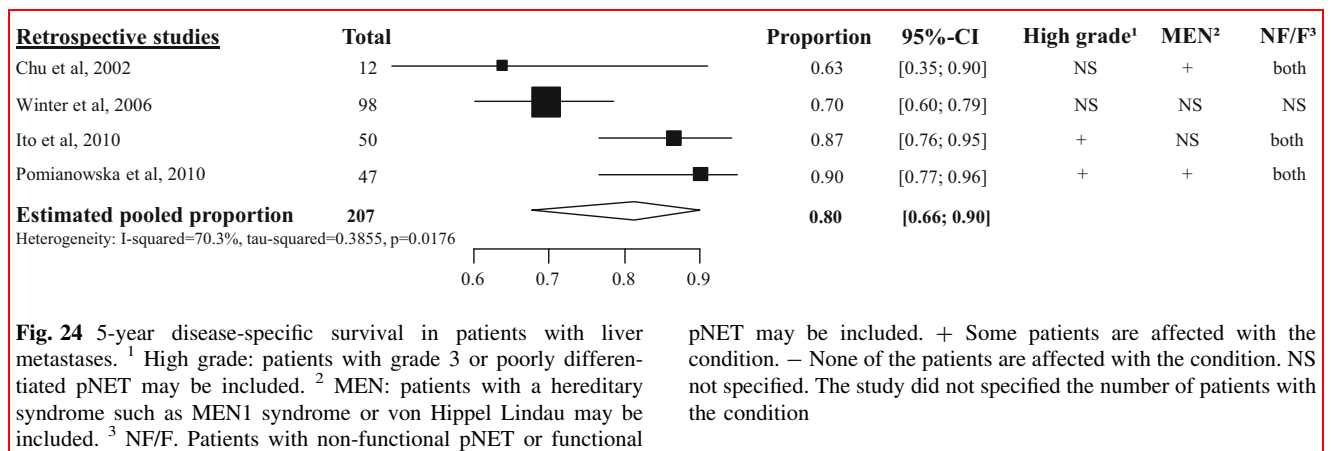 Retrospective studies Total Proportion 95%-CI High grade¹ MEN² NF/F³
Chu et al, 2002 12 0.63 [0.35; 0.90] NS + both
Winter et al, 2006 98 0.70 [0.60; 0.79] NS NS NS
Ito et al, 2010 50 0.87 [0.76; 0.95] + NS both
Pomianowska et al, 2010 47 0.90 [0.77; 0.96] + + both
Estimated pooled proportion 207 0.80 [0.66; 0.90]
Heterogeneity: I-squared=70.3%, tau-squared=0.3855, p=0.0176
0.6 0.7 0.8 0.9
Fig. 24 5-year disease-specific survival in patients with liver
metastases. ¹ High grade: patients with grade 3 or poorly differen-
tiated pNET may be included. ² MEN: patients with a hereditary
syndrome such as MEN1 syndrome or von Hippel Lindau may be
included. ³ NF/F. Patients with non-functional pNET or functional
pNET may be included. + Some patients are affected with the
condition. − None of the patients are affected with the condition. NS
not specified. The study did not specified the number of patients with
the condition